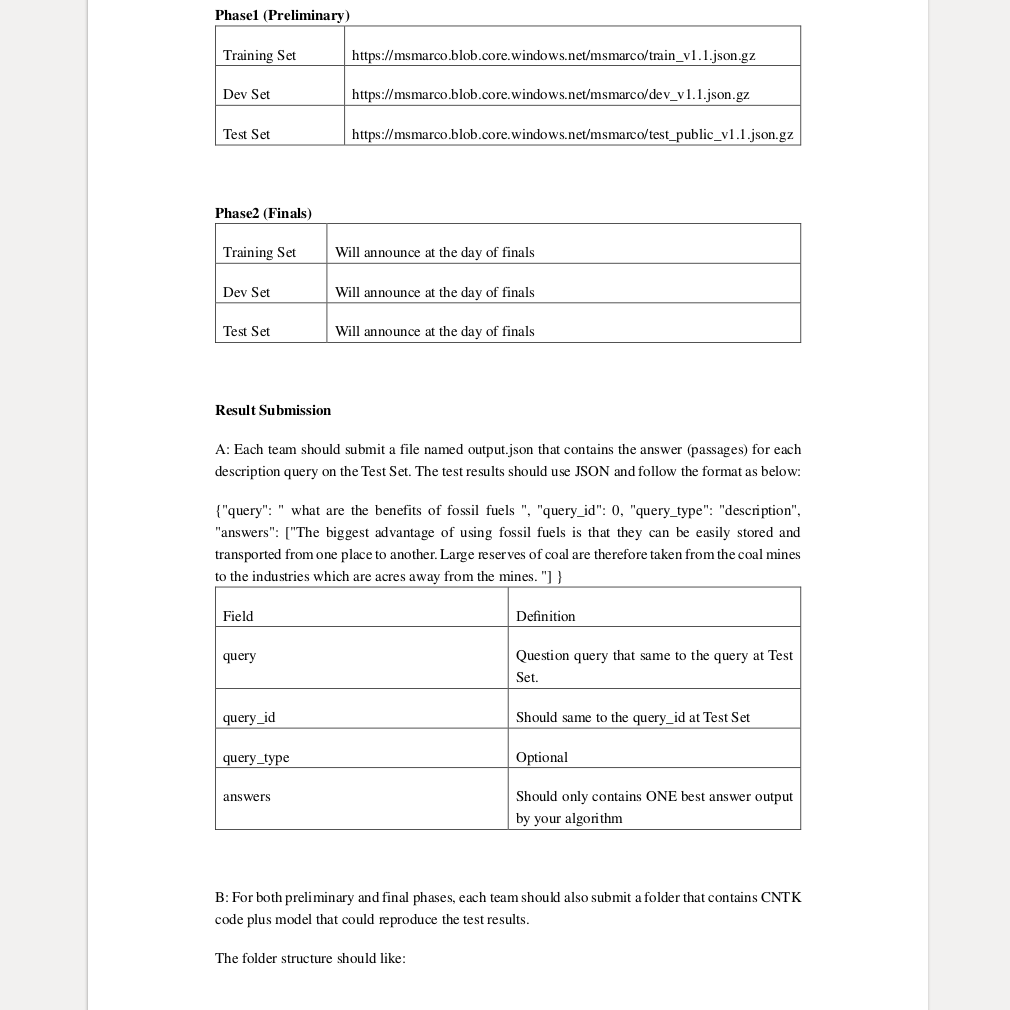 Phase1 (Preliminary)
Training Set https://msmarco.blob.core.windows.net/msmarco/train_v1.1.json.gz
Dev Set https://msmarco.blob.core.windows.net/msmarco/dev_v1.1.json.gz
Test Set https://msmarco.blob.core.windows.net/msmarco/test_public_v1.1.json.gz
Phase2 (Finals)
Training Set Will announce at the day of finals
Dev Set Will announce at the day of finals
Test Set Will announce at the day of finals
Result Submission
A: Each team should submit a file named output.json that contains the answer (passages) for each
description query on the Test Set. The test results should use JSON and follow the format as below:
{"query": " what are the benefits of fossil fuels ", "query_id": 0, "query_type": "description",
"answers": ["The biggest advantage of using fossil fuels is that they can be easily stored and
transported from one place to another. Large reserves of coal are therefore taken from the coal mines
to the industries which are acres away from the mines. "] }
Field Definition
query Question query that same to the query at Test
Set.
query_id Should same to the query_id at Test Set
query_type Optional
answers Should only contains ONE best answer output
by your algorithm
B: For both preliminary and final phases, each team should also submit a folder that contains CNTK
code plus model that could reproduce the test results.
The folder structure should like: